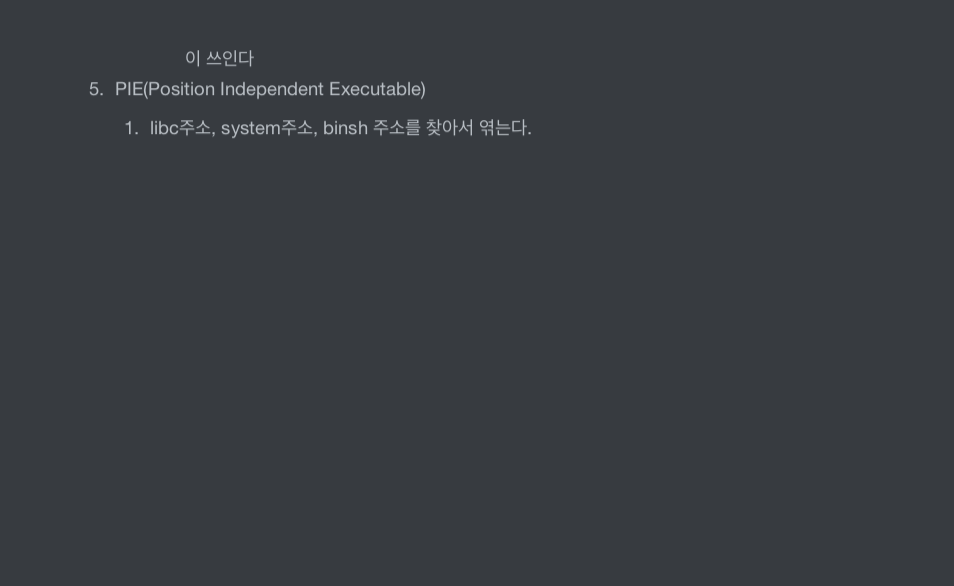 이 쓰인다
5. PIE(Position Independent Executable)
1. libc주소, system주소, binsh 주소를 찾아서 엮는다.